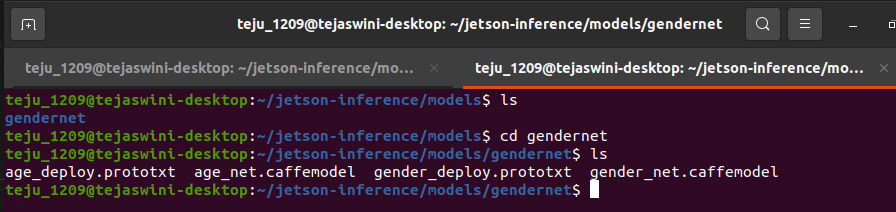 teju_1209@tejaswini-desktop: ~/jetson-inference/models/gendernet
teju_1209@tejaswini-desktop: ~/jetson-inference/mo...
teju_1209@tejaswini-desktop: ~/jetson-inference/mo...
teju_1209@tejaswini-desktop:~/jetson-inference/models$ ls
gendernet
teju_1209@tejaswini-desktop:~/jetson-inference/models$ cd gendernet
teju_1209@tejaswini-desktop:~/jetson-inference/models/gendernet$ ls
age_deploy.prototxt  age_net.caffemodel  gender_deploy.prototxt  gender_net.caffemodel
teju_1209@tejaswini-desktop:~/jetson-inference/models/gendernet$